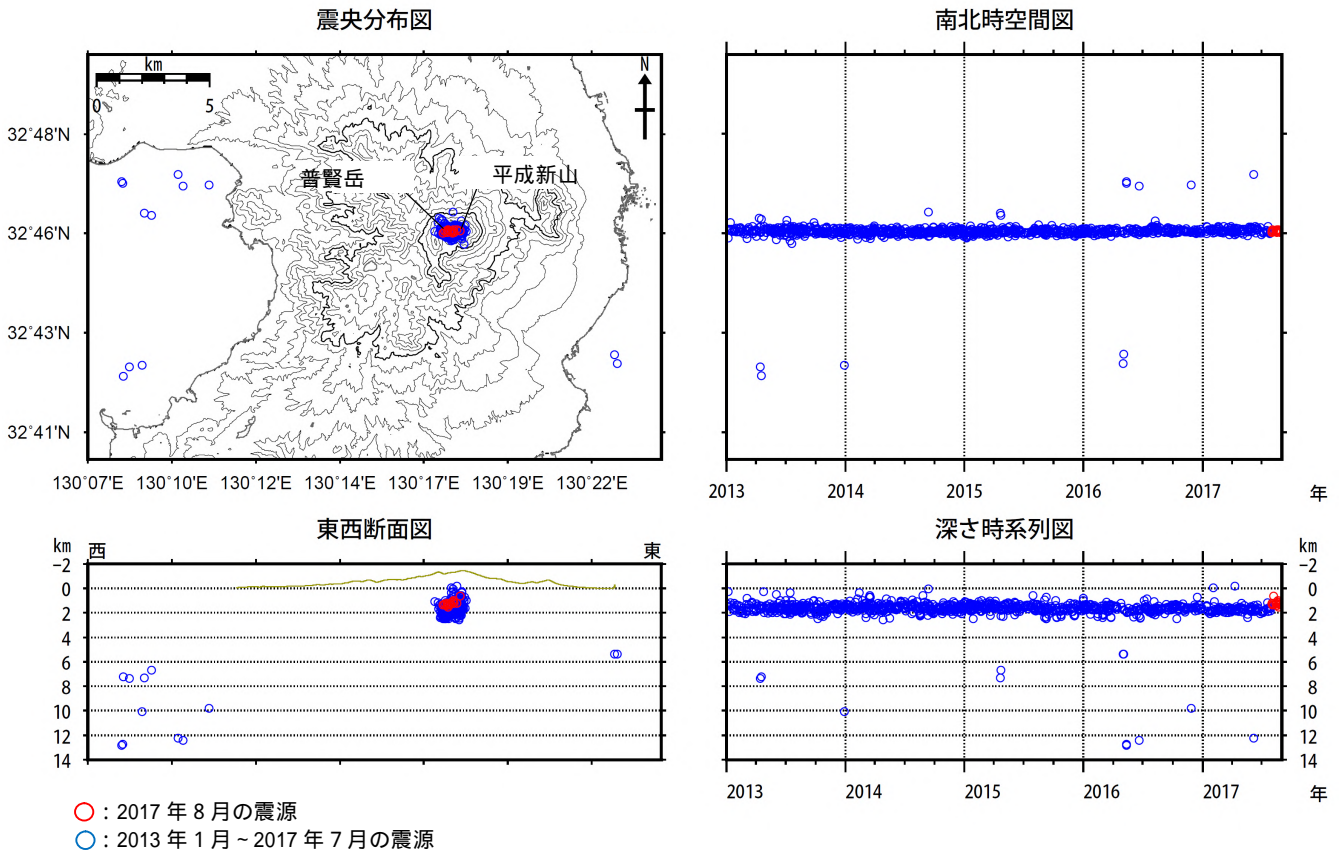 震央分布図
km
0 5
N
32°48'N
32°46'N
32°43'N
32°41'N
普賢岳
平成新山
130°07'E 130°10'E 130°12'E 130°14'E 130°17'E 130°19'E 130°22'E
南北時空間図
2013 2014 2015 2016 2017 年
東西断面図
km 西 東
-2
0
2
4
6
8
10
12
14
深さ時系列図
km
-2
0
2
4
6
8
10
12
14
2013 2014 2015 2016 2017 年
：2017 年 8 月の震源
：2013 年 1 月～2017 年 7 月の震源